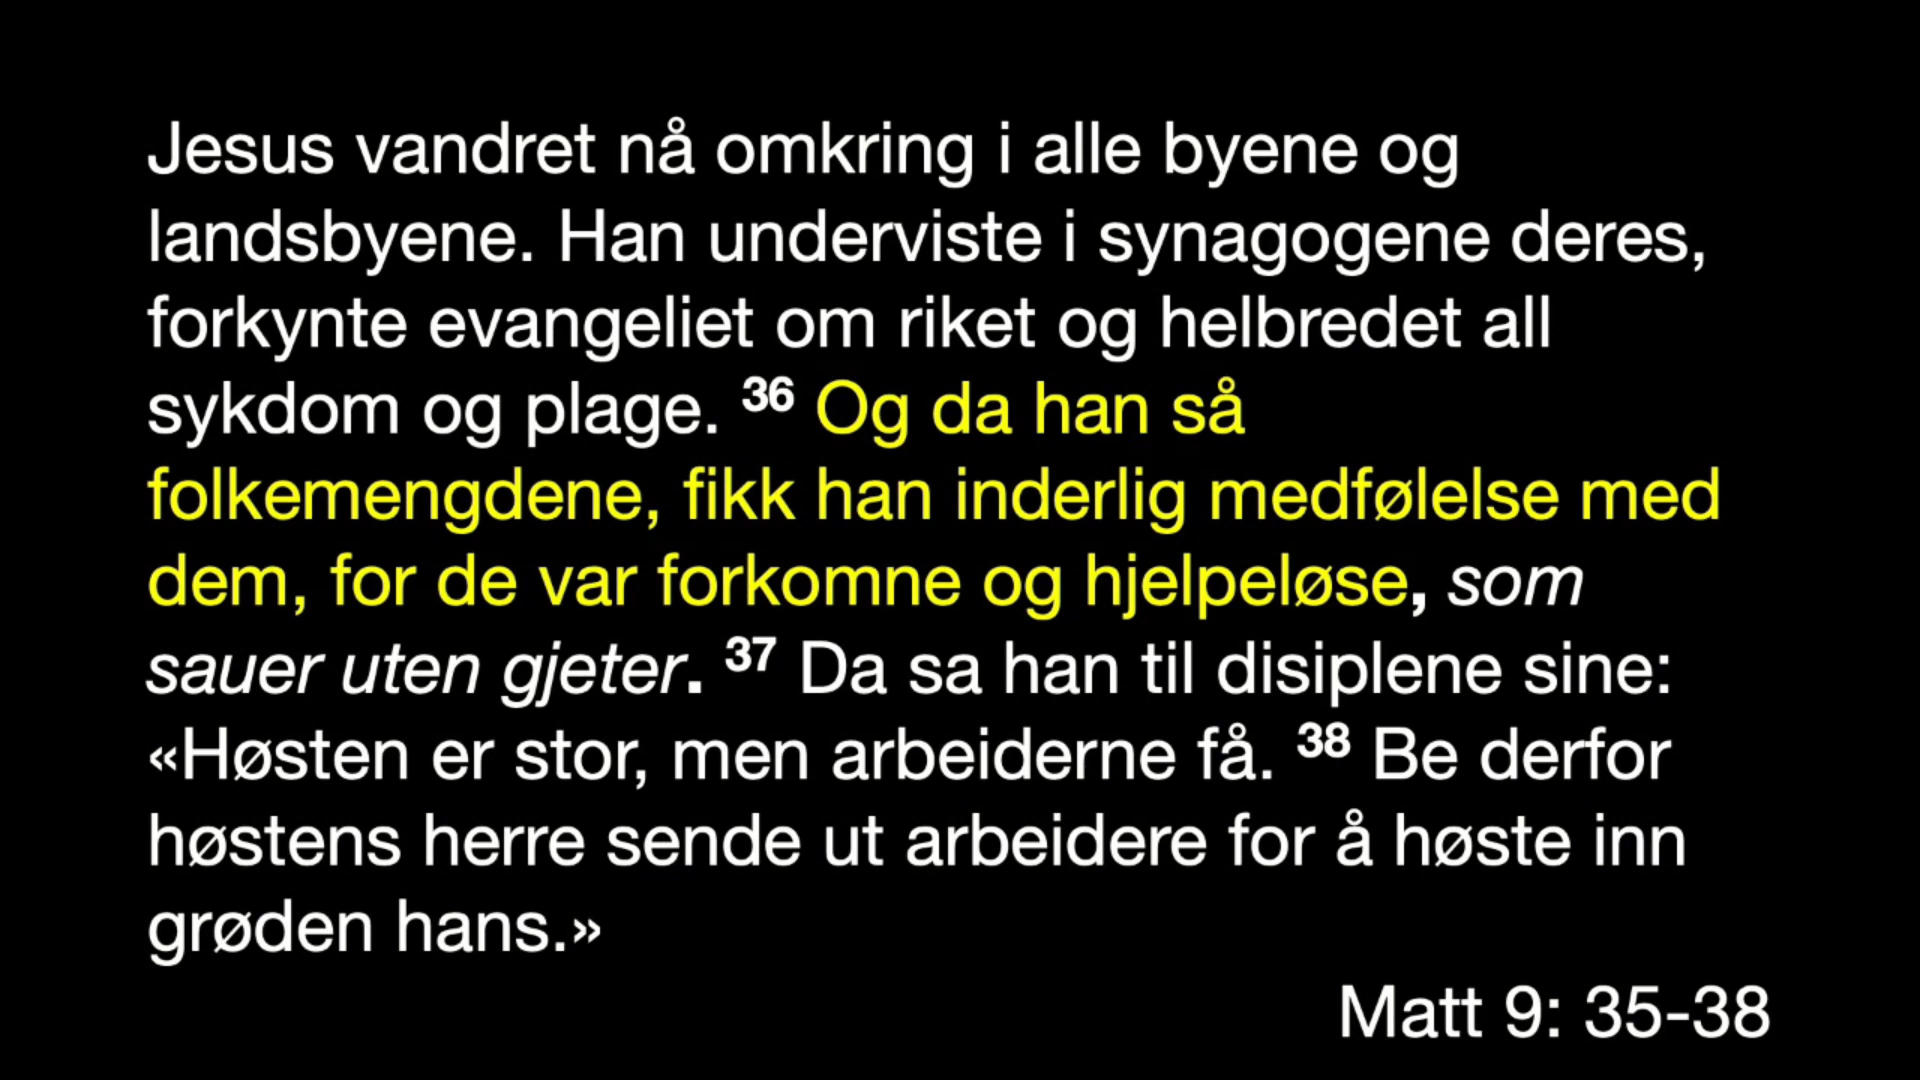 Jesus vandret nå omkring i alle byene og
landsbyene. Han underviste i synagogene deres,
forkynte evangeliet om riket og helbredet all
sykdom og plage. 36 Og da han så
folkemengdene, fikk han inderlig medfølelse med
dem, for de var forkomne og hjelpeløse, som
sauer uten gjeter. 37 Da sa han til disiplene sine:
«Høsten er stor, men arbeiderne få. 38 Be derfor
høstens herre sende ut arbeidere for å høste inn
grøden hans.»
Matt 9: 35-38